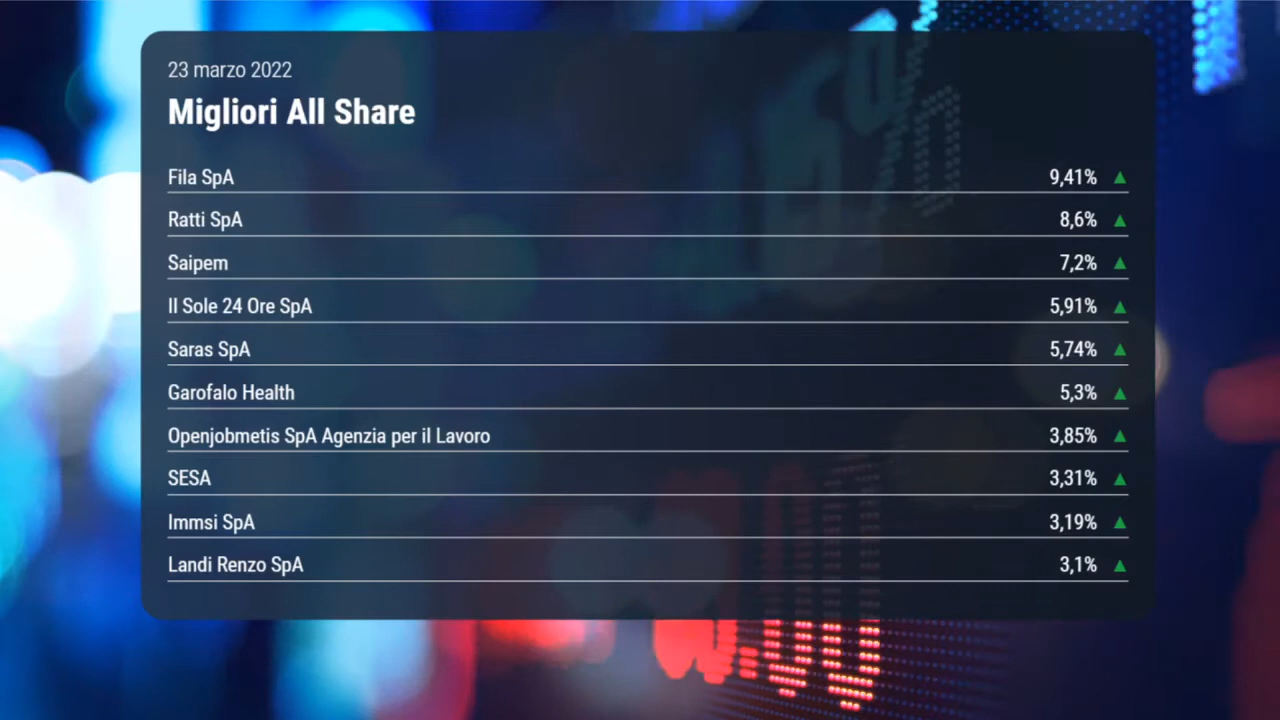 23 marzo 2022
Migliori All Share
Fila SpA 9,41% ▲
Ratti SpA 8,6% ▲
Saipem 7,2% ▲
Il Sole 24 Ore SpA 5,91% ▲
Saras SpA 5,74% ▲
Garofalo Health 5,3% ▲
Openjobmetis SpA Agenzia per il Lavoro 3,85% ▲
SESA 3,31% ▲
Immsi SpA 3,19% ▲
Landi Renzo SpA 3,1% ▲